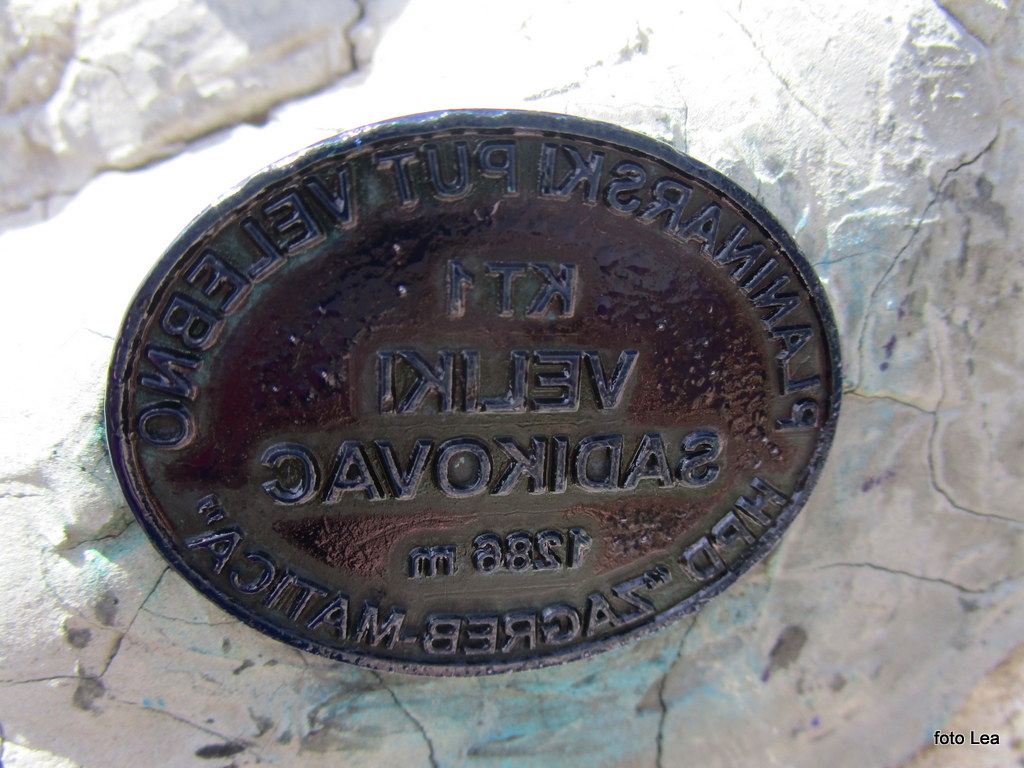 PLANINARSKI PUT VELEBNO
KT1
VELIKI
SADIKOVAC
1286 m
HPD "ZAGREB-MATICA"
foto Lea